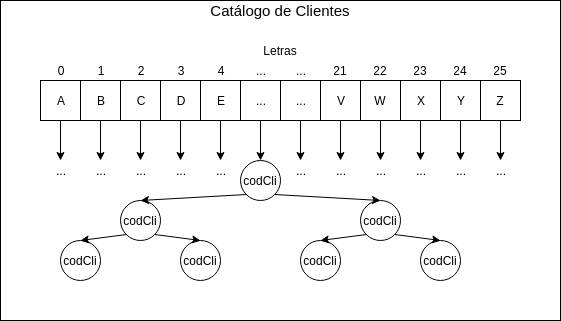 Catálogo de Clientes
Letras
0 1 2 3 4 ... ... 21 22 23 24 25
A B C D E ... ... V W X Y Z
... ... ... ... ... ... ... ... ... ... ...
codCli
codCli codCli
codCli codCli codCli codCli